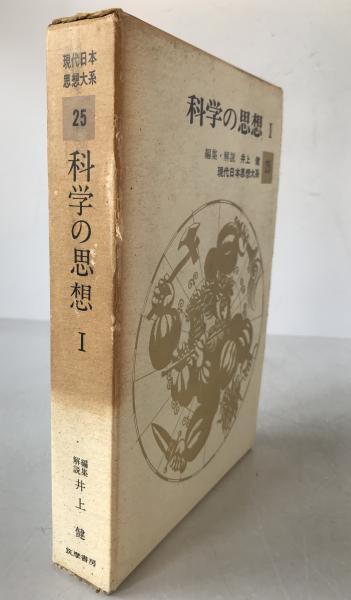 現代日本
思想大系
25
科学の思想
I
編集
解説
井上 健
筑摩書房
科学の思想 I
編集・解説 井上 健
現代日本思想大系
25